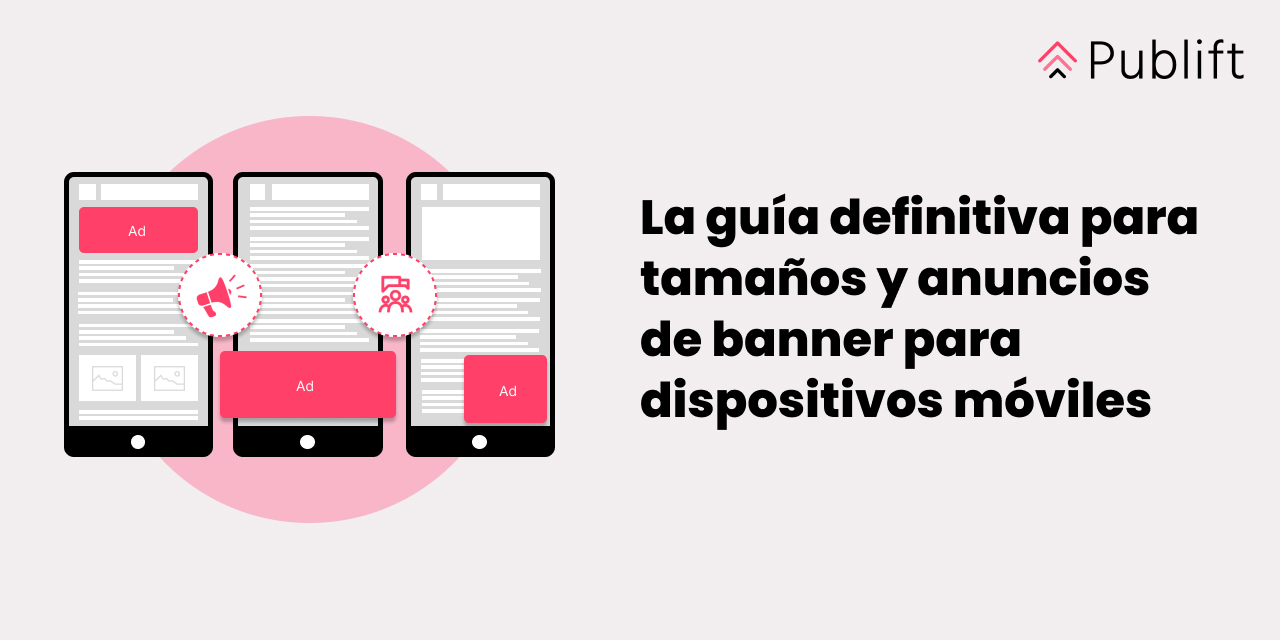 Publift
La guía definitiva para
tamaños y anuncios
de banner para
dispositivos móviles
Ad
Ad
Ad